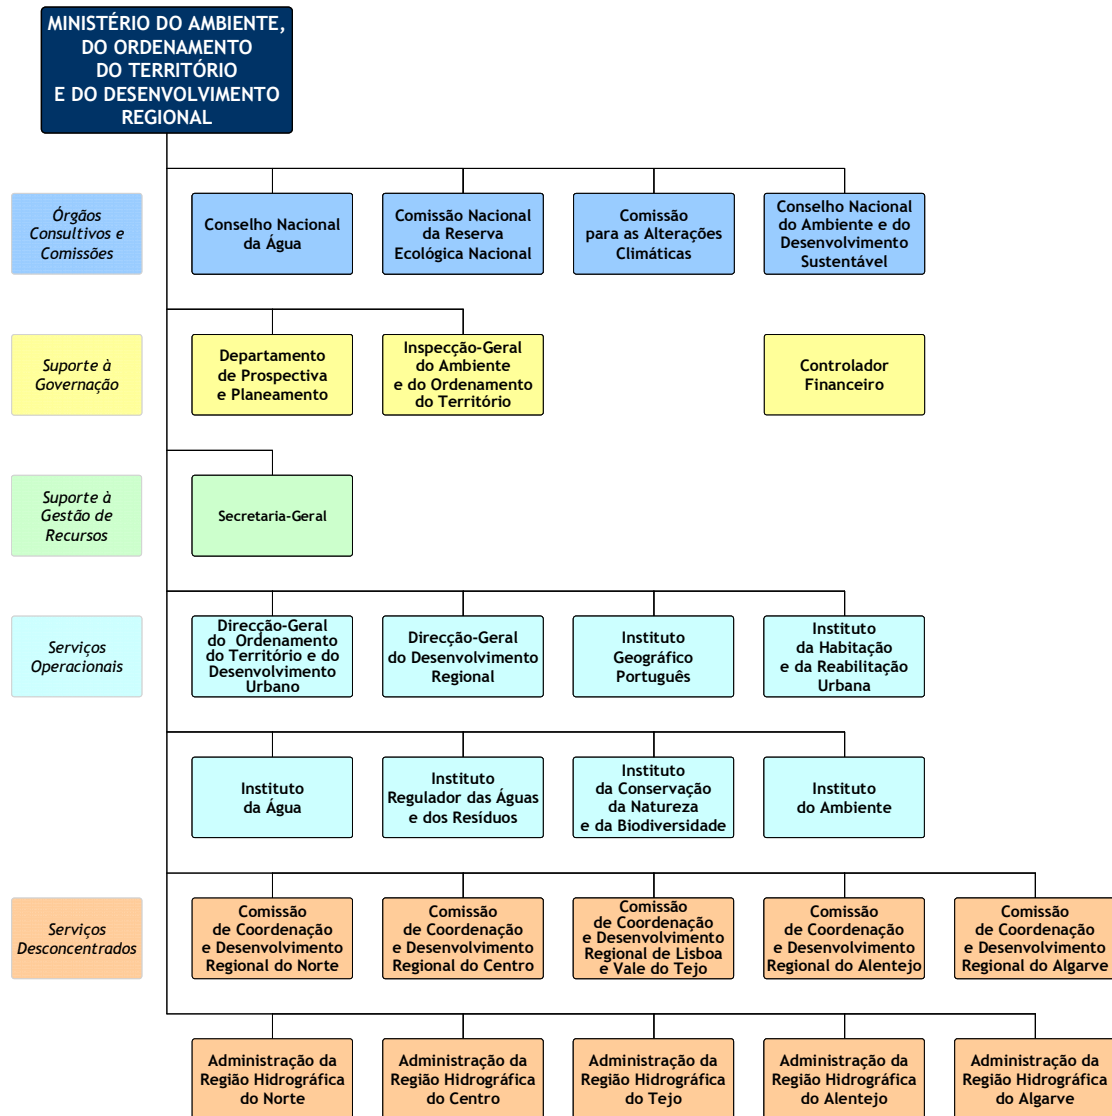 MINISTÉRIO DO AMBIENTE,
DO ORDENAMENTO
DO TERRITÓRIO
E DO DESENVOLVIMENTO
REGIONAL
Órgãos
Consultivos e
Comissões
Conselho Nacional
da Água
Comissão Nacional
da Reserva
Ecológica Nacional
Comissão
para as Alterações
Climáticas
Conselho Nacional
do Ambiente e do
Desenvolvimento
Sustentável
Suporte à
Governação
Departamento
de Prospectiva
e Planeamento
Inspecção-Geral
do Ambiente
e do Ordenamento
do Território
Controlador
Financeiro
Suporte à
Gestão de
Recursos
Secretaria-Geral
Serviços
Operacionais
Direcção-Geral
do Ordenamento
do Território e do
Desenvolvimento
Urbano
Direcção-Geral
do Desenvolvimento
Regional
Instituto
Geográfico
Português
Instituto
da Habitação
e da Reabilitação
Urbana
Instituto
da Água
Instituto
Regulador das Águas
e dos Resíduos
Instituto
da Conservação
da Natureza
e da Biodiversidade
Instituto
do Ambiente
Serviços
Desconcentrados
Comissão
de Coordenação
e Desenvolvimento
Regional do Norte
Comissão
de Coordenação
e Desenvolvimento
Regional do Centro
Comissão
de Coordenação
e Desenvolvimento
Regional de Lisboa
e Vale do Tejo
Comissão
de Coordenação
e Desenvolvimento
Regional do Alentejo
Comissão
de Coordenação
e Desenvolvimento
Regional do Algarve
Administração da
Região Hidrográfica
do Norte
Administração da
Região Hidrográfica
do Centro
Administração da
Região Hidrográfica
do Tejo
Administração da
Região Hidrográfica
do Alentejo
Administração da
Região Hidrográfica
do Algarve